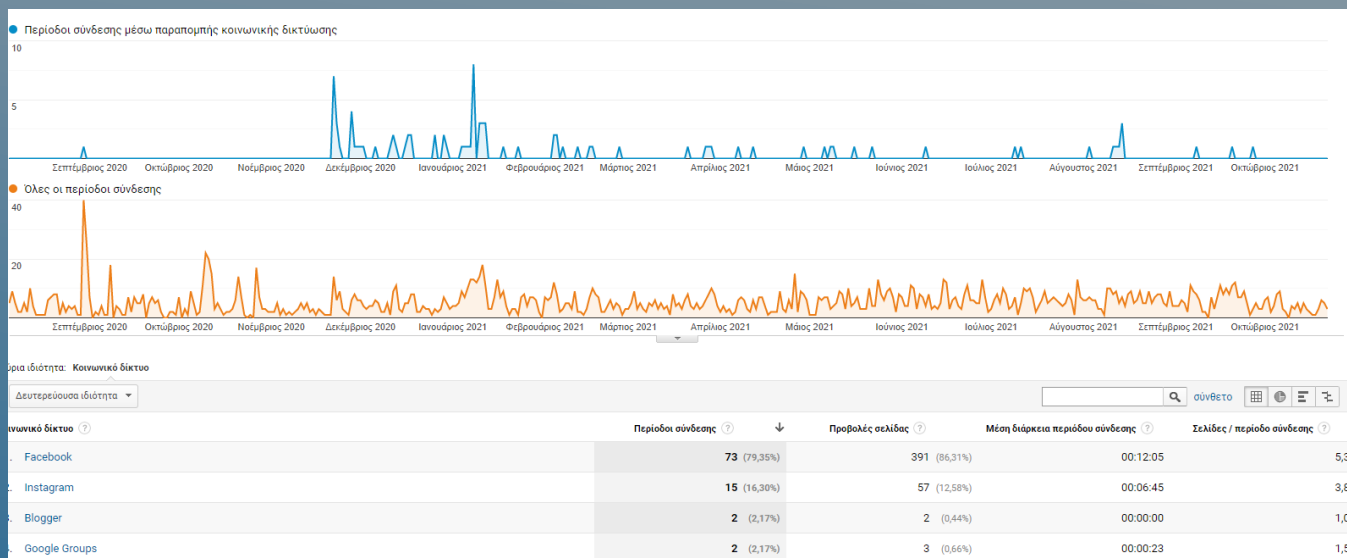 Περίοδοι σύνδεσης μέσω παραπομπής κοινωνικής δικτύωσης
10
5
Σεπτέμβριος 2020 Οκτώβριος 2020 Νοέμβριος 2020 Δεκέμβριος 2020 Ιανουάριος 2021 Φεβρουάριος 2021 Μάρτιος 2021 Απρίλιος 2021 Μάιος 2021 Ιούνιος 2021 Ιούλιος 2021 Αύγουστος 2021 Σεπτέμβριος 2021 Οκτώβριος 2021
Όλες οι περίοδοι σύνδεσης
40
20
Σεπτέμβριος 2020 Οκτώβριος 2020 Νοέμβριος 2020 Δεκέμβριος 2020 Ιανουάριος 2021 Φεβρουάριος 2021 Μάρτιος 2021 Απρίλιος 2021 Μάιος 2021 Ιούνιος 2021 Ιούλιος 2021 Αύγουστος 2021 Σεπτέμβριος 2021 Οκτώβριος 2021
ύρια ιδιότητα: Κοινωνικό δίκτυο
Δευτερεύουσα ιδιότητα
σύνθετο
ινωνικό δίκτυο ? Περίοδοι σύνδεσης ? Προβολές σελίδας ? Μέση διάρκεια περιόδου σύνδεσης ? Σελίδες / περίοδο σύνδεσης ?
Facebook 73 (79,35%) 391 (86,31%) 00:12:05 5,3
Instagram 15 (16,30%) 57 (12,58%) 00:06:45 3,8
Blogger 2 (2,17%) 2 (0,44%) 00:00:00 1,0
Google Groups 2 (2,17%) 3 (0,66%) 00:00:23 1,5